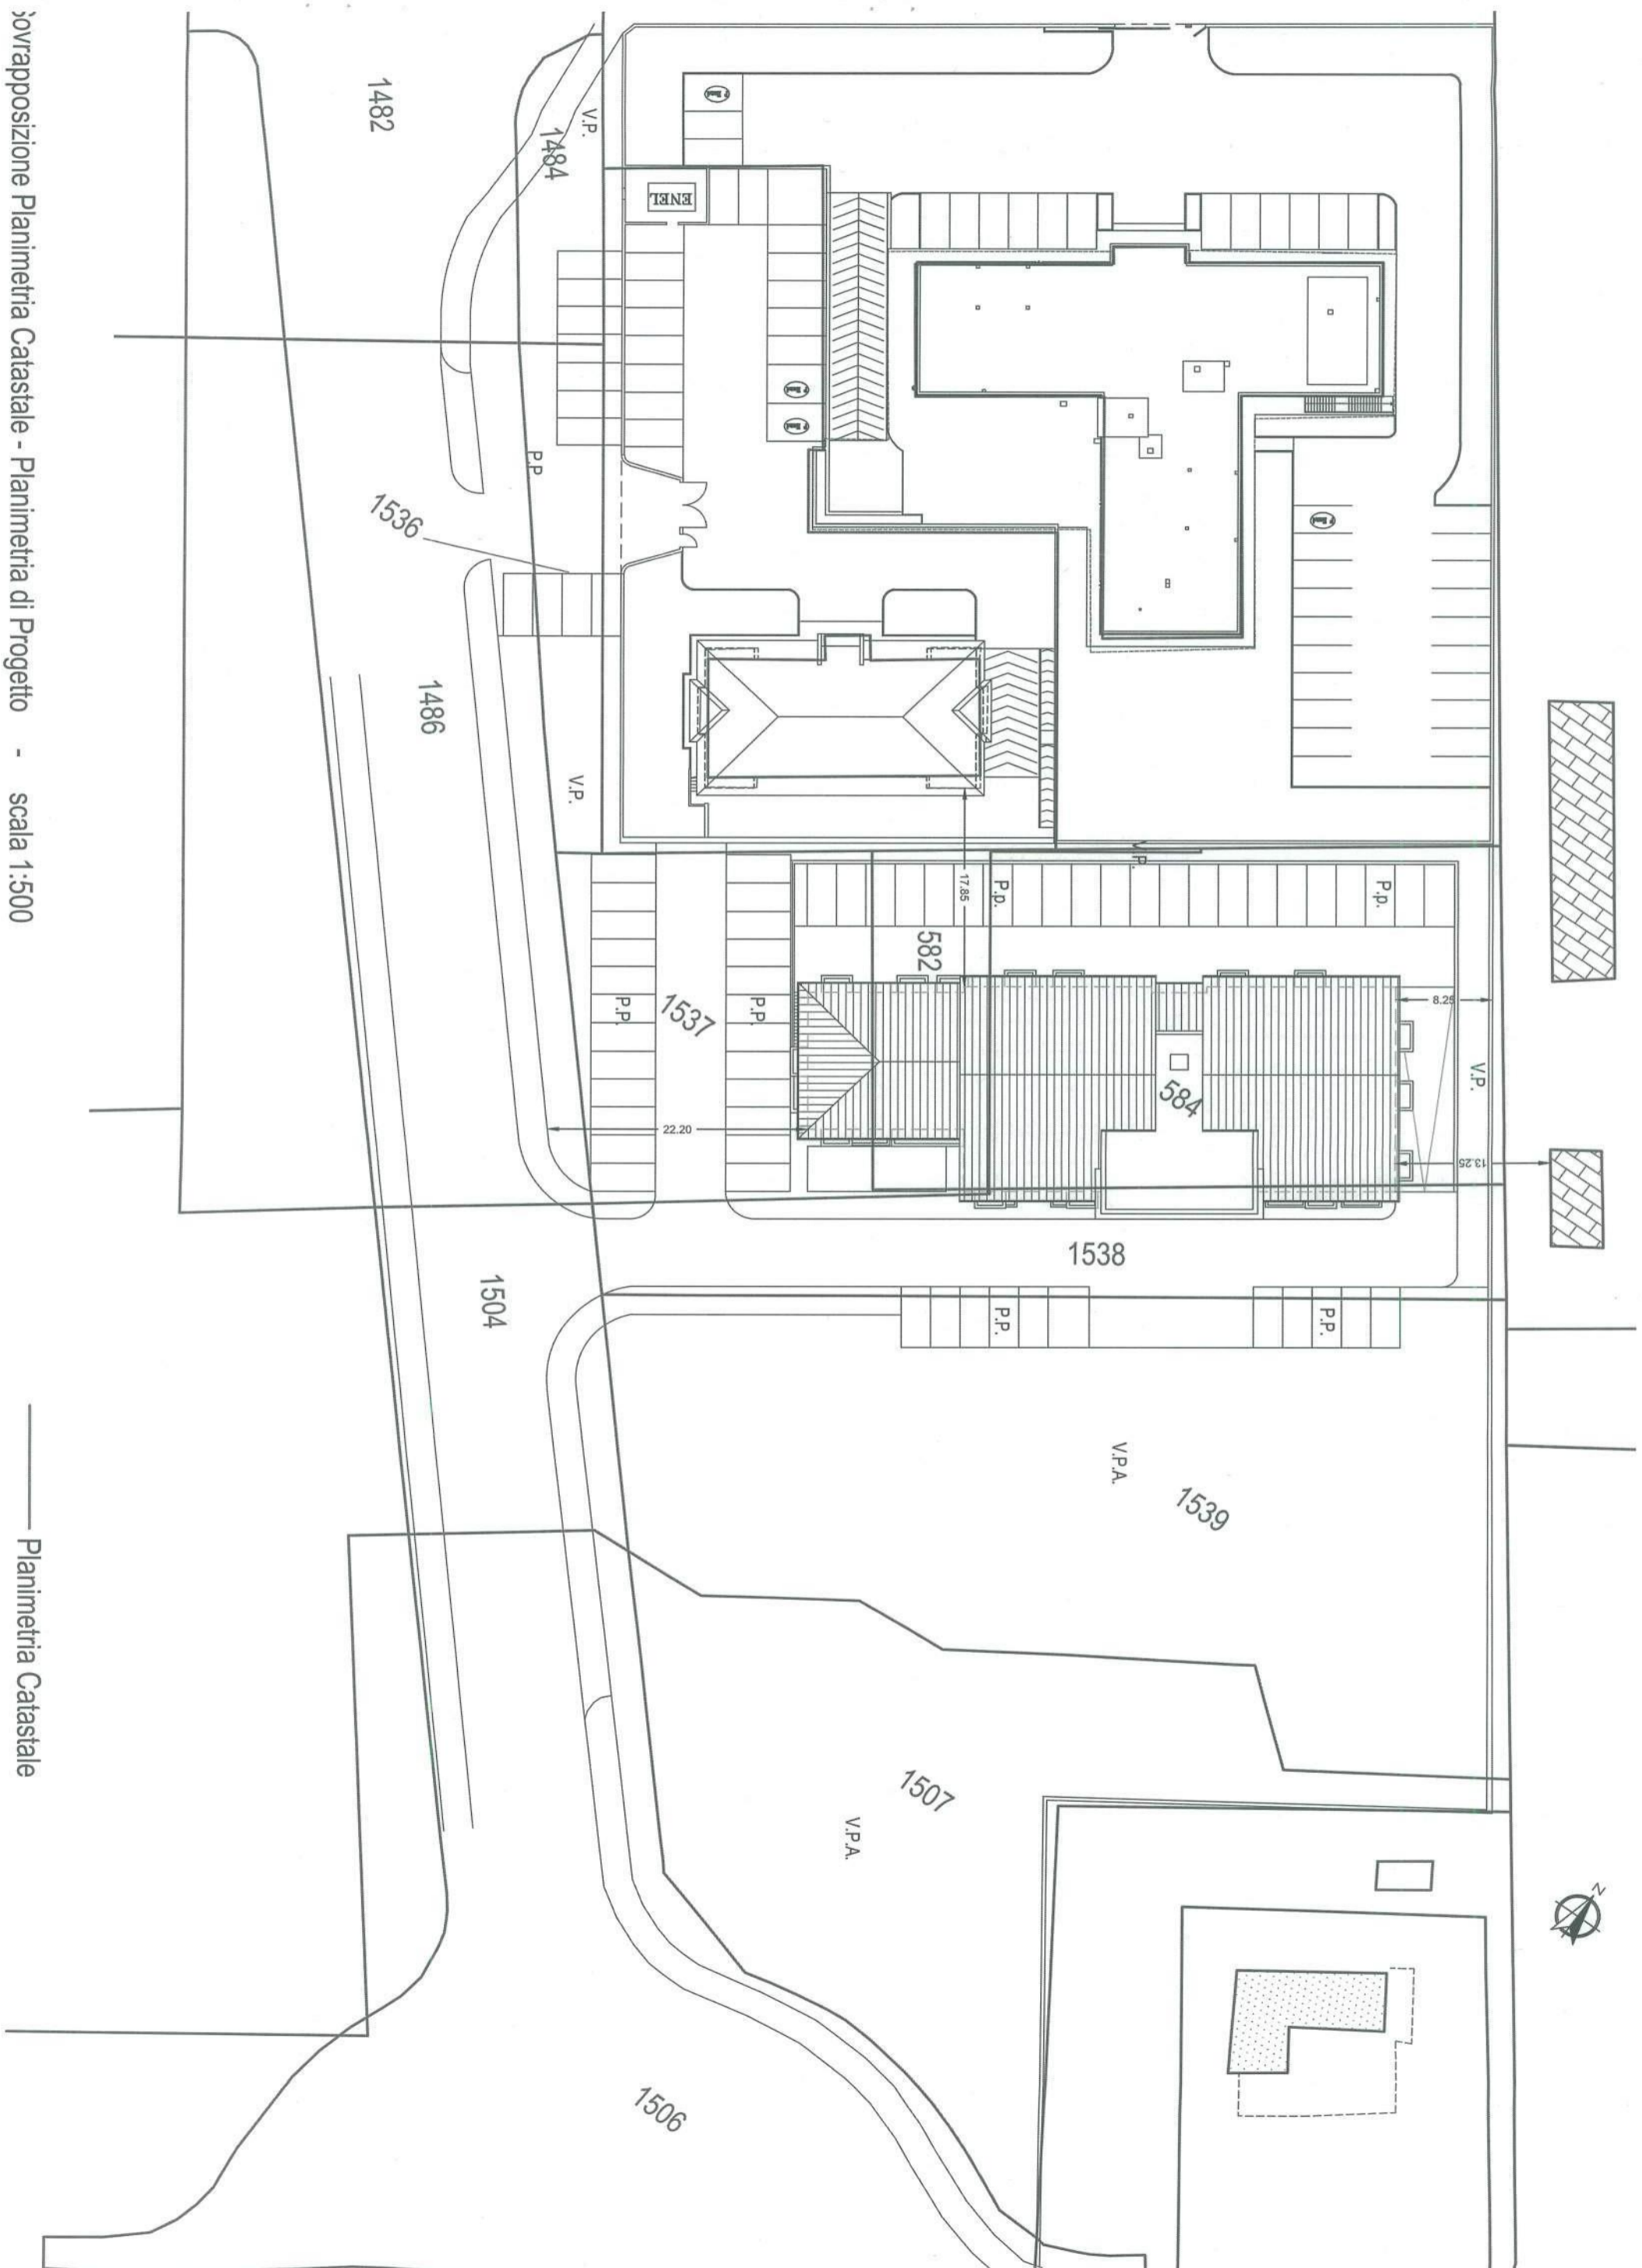 Sovrapposizione Planimetria Catastale - Planimetria di Progetto - scala 1:500
Planimetria Catastale
1482
1484
V.P.
ENEL
P.P
1536
1486
V.P.
V.P.
17.85
P.p.
P.p.
582
1537
P.P.
P.P.
584
8.25
V.P.
22.20
13.25
1538
1504
P.P.
P.P.
V.P.A.
1539
1507
V.P.A.
N
1506